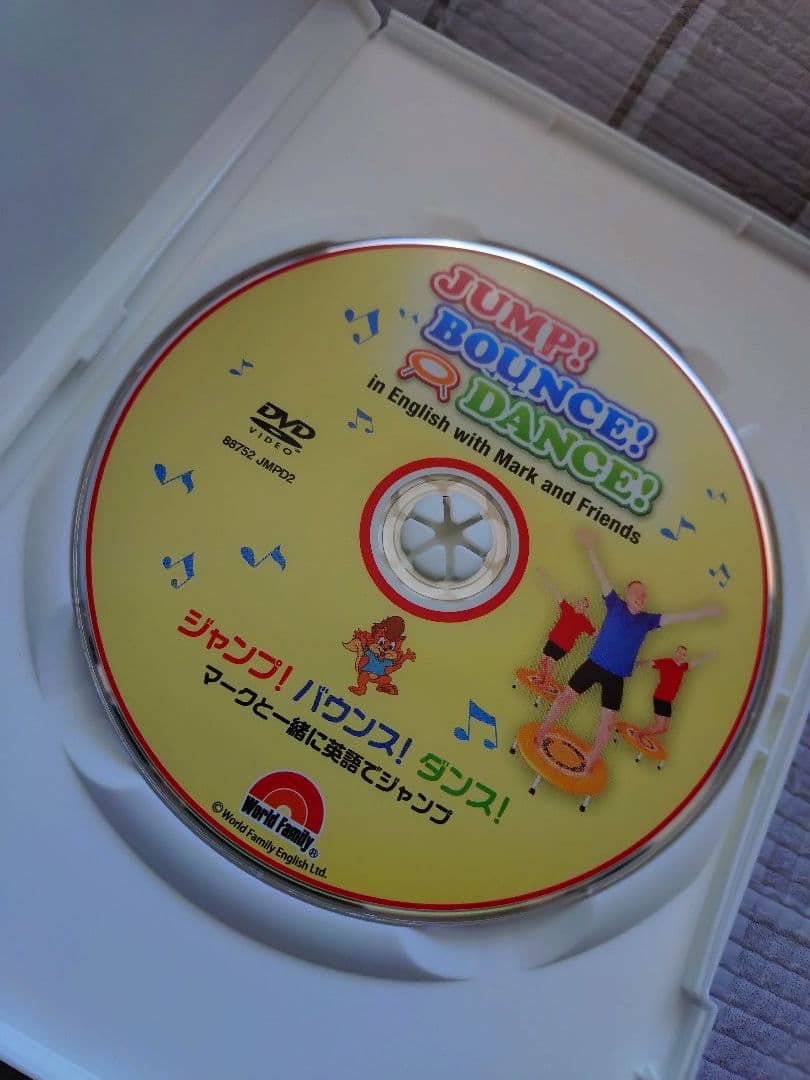 JUMP!
BOUNCE!
DANCE!
in English with Mark and Friends
DVD
VIDEO™
88752 JMPD2
ジャンプ! バウンス! ダンス!
マークと一緒に英語でジャンプ
World Family®
©World Family English Ltd.